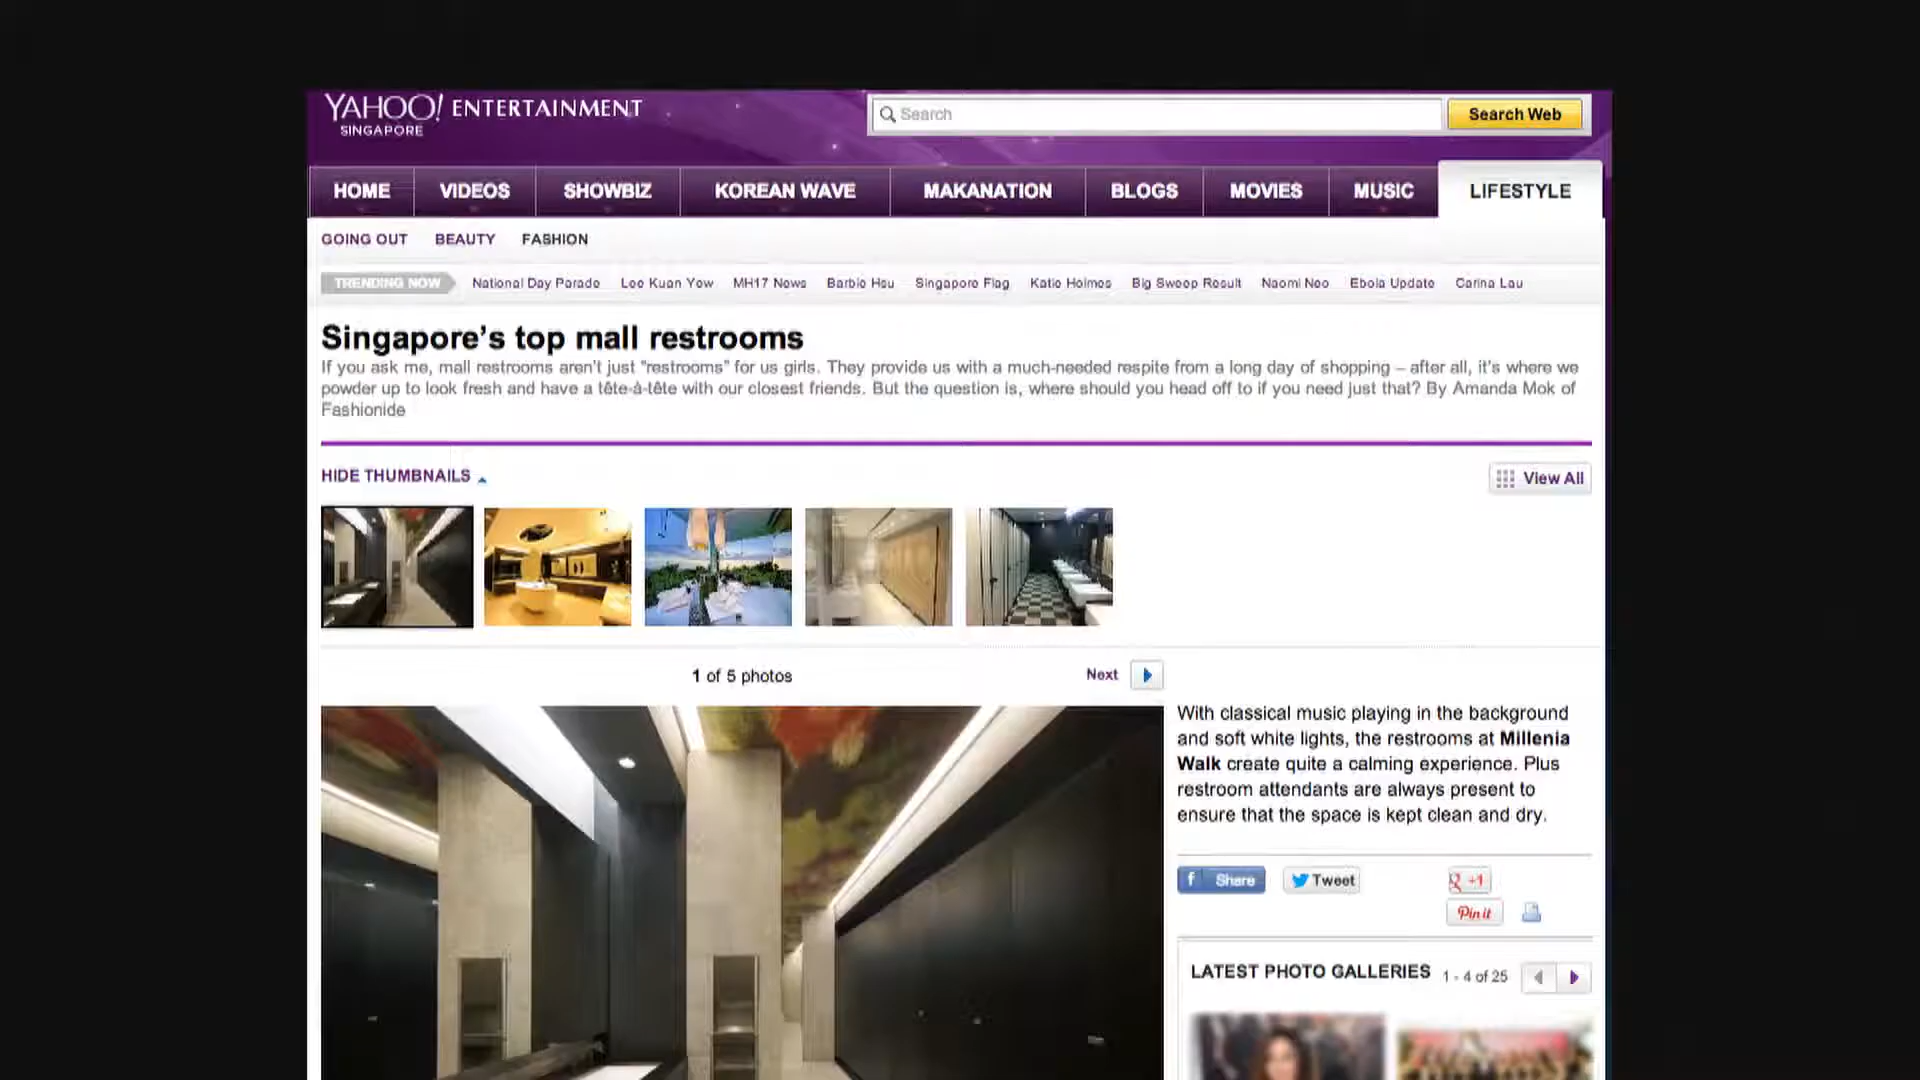 YAHOO! ENTERTAINMENT
SINGAPORE
Search
Search Web
HOME VIDEOS SHOWBIZ KOREAN WAVE MAKANATION BLOGS MOVIES MUSIC LIFESTYLE
GOING OUT BEAUTY FASHION
TRENDING NOW National Day Parade Lee Kuan Yew MH17 News Barbie Hsu Singapore Flag Katie Holmes Big Sweep Result Naomi Neo Ebola Update Carina Lau
Singapore's top mall restrooms
If you ask me, mall restrooms aren't just "restrooms" for us girls. They provide us with a much-needed respite from a long day of shopping – after all, it's where we
powder up to look fresh and have a tête-à-tête with our closest friends. But the question is, where should you head off to if you need just that? By Amanda Mok of
Fashionide
HIDE THUMBNAILS
View All
1 of 5 photos
Next
With classical music playing in the background
and soft white lights, the restrooms at Millenia
Walk create quite a calming experience. Plus
restroom attendants are always present to
ensure that the space is kept clean and dry.
f Share
Tweet
g +1
Pin it
LATEST PHOTO GALLERIES 1 - 4 of 25